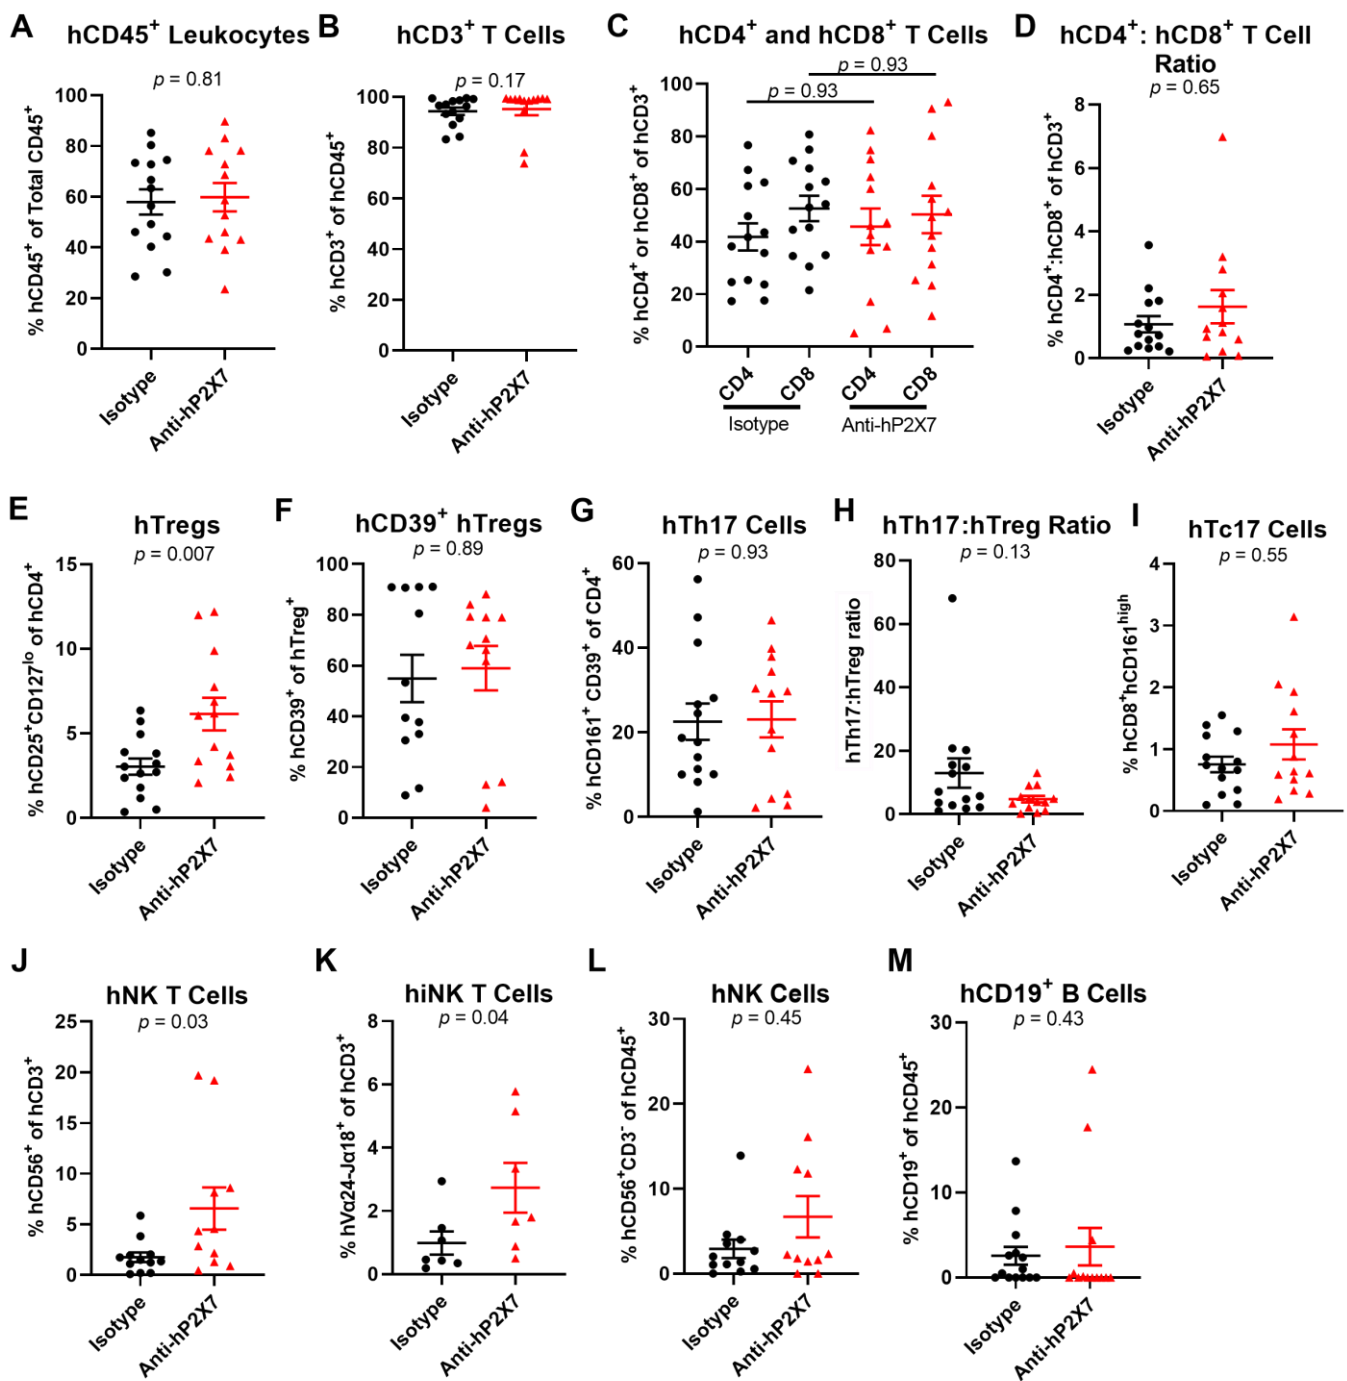 A hCD45⁺ Leukocytes
p = 0.81
% hCD45⁺ of Total CD45⁺
100
80
60
40
20
0
Isotype
Anti-hP2X7
B hCD3⁺ T Cells
p = 0.17
% hCD3⁺ of hCD45⁺
100
80
60
40
20
0
Isotype
Anti-hP2X7
C hCD4⁺ and hCD8⁺ T Cells
p = 0.93
p = 0.93
% hCD4⁺ or hCD8⁺ of hCD3⁺
100
80
60
40
20
0
CD4
CD8
CD4
CD8
Isotype
Anti-hP2X7
D hCD4⁺: hCD8⁺ T Cell
Ratio
p = 0.65
% hCD4⁺:hCD8⁺ of hCD3⁺
8
6
4
2
0
Isotype
Anti-hP2X7
E hTregs
p = 0.007
% hCD25⁺CD127ˡᵒ of hCD4⁺
15
10
5
0
Isotype
Anti-hP2X7
F hCD39⁺ hTregs
p = 0.89
% hCD39⁺ of hTreg⁺
100
80
60
40
20
0
Isotype
Anti-hP2X7
G hTh17 Cells
p = 0.93
% hCD161⁺ CD39⁺ of CD4⁺
60
40
20
0
Isotype
Anti-hP2X7
H hTh17:hTreg Ratio
p = 0.13
hTh17:hTreg ratio
80
60
40
20
0
Isotype
Anti-hP2X7
I hTc17 Cells
p = 0.55
% hCD8⁺hCD161ʰⁱᵍʰ
4
3
2
1
0
Isotype
Anti-hP2X7
J hNK T Cells
p = 0.03
% hCD56⁺ of hCD3⁺
25
20
15
10
5
0
Isotype
Anti-hP2X7
K hiNK T Cells
p = 0.04
% hVα24-Jα18⁺ of hCD3⁺
8
6
4
2
0
Isotype
Anti-hP2X7
L hNK Cells
p = 0.45
% hCD56⁺CD3⁻ of hCD45⁺
30
20
10
0
Isotype
Anti-hP2X7
M hCD19⁺ B Cells
p = 0.43
% hCD19⁺ of hCD45⁺
30
20
10
0
Isotype
Anti-hP2X7